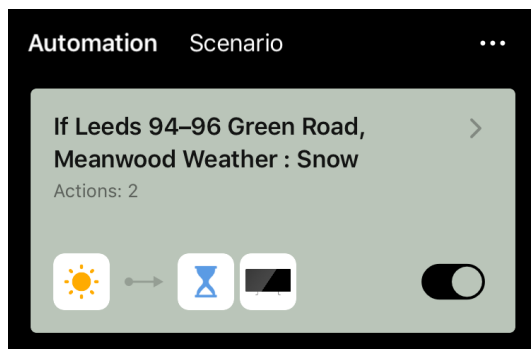 Automation Scenario
If Leeds 94–96 Green Road,
Meanwood Weather : Snow
Actions: 2